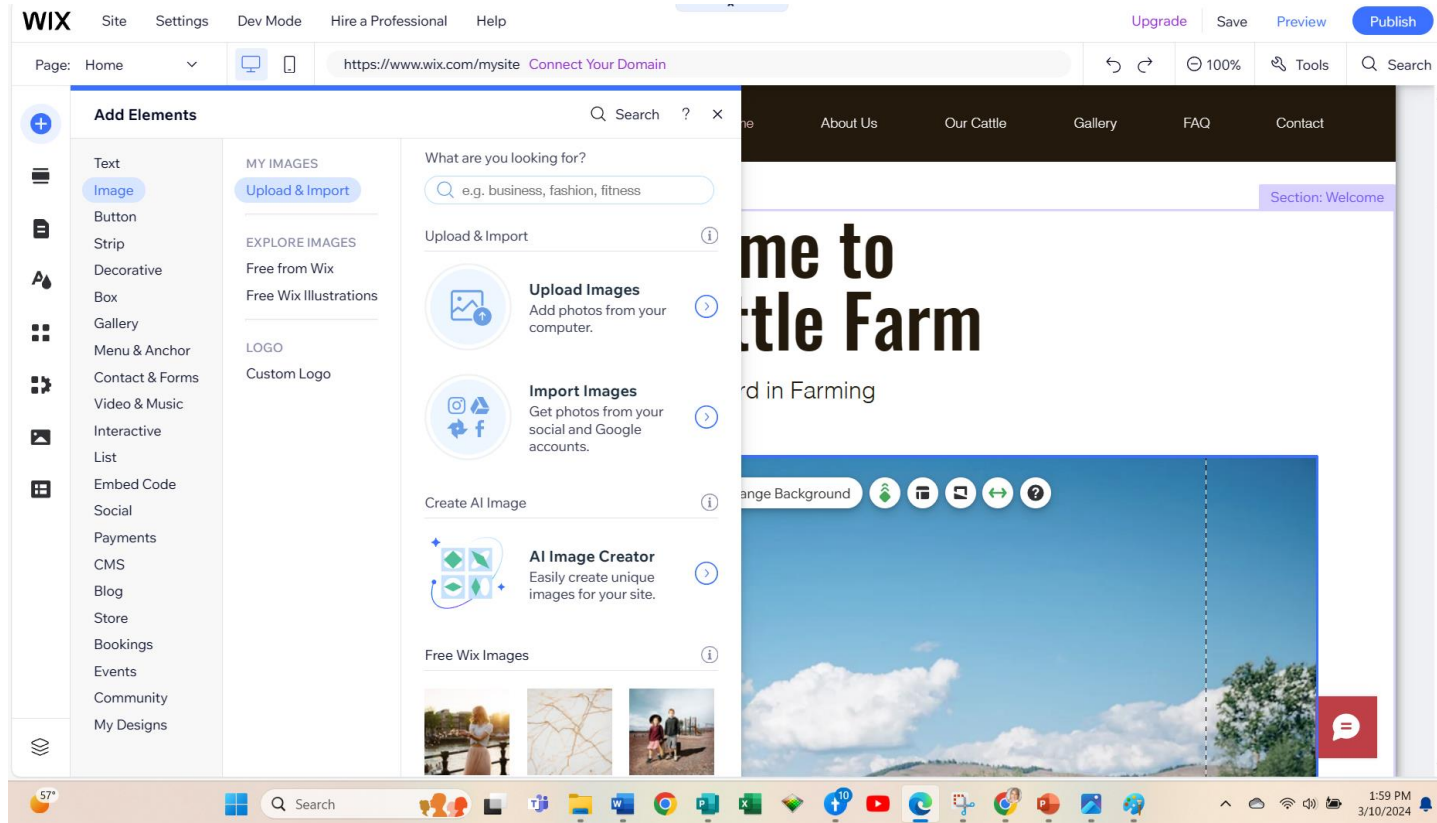 WIX Site Settings Dev Mode Hire a Professional Help Upgrade Save Preview Publish
Page: Home https://www.wix.com/mysite Connect Your Domain 100% Tools Search
Add Elements Search ? ×
Text
Image
Button
Strip
Decorative
Box
Gallery
Menu & Anchor
Contact & Forms
Video & Music
Interactive
List
Embed Code
Social
Payments
CMS
Blog
Store
Bookings
Events
Community
My Designs
MY IMAGES
Upload & Import
EXPLORE IMAGES
Free from Wix
Free Wix Illustrations
LOGO
Custom Logo
What are you looking for?
e.g. business, fashion, fitness
Upload & Import
Upload Images
Add photos from your
computer.
Import Images
Get photos from your
social and Google
accounts.
Create AI Image
AI Image Creator
Easily create unique
images for your site.
Free Wix Images
me About Us Our Cattle Gallery FAQ Contact
Section: Welcome
me to
ttle Farm
rd in Farming
ange Background
57°
Search
10
1:59 PM
3/10/2024